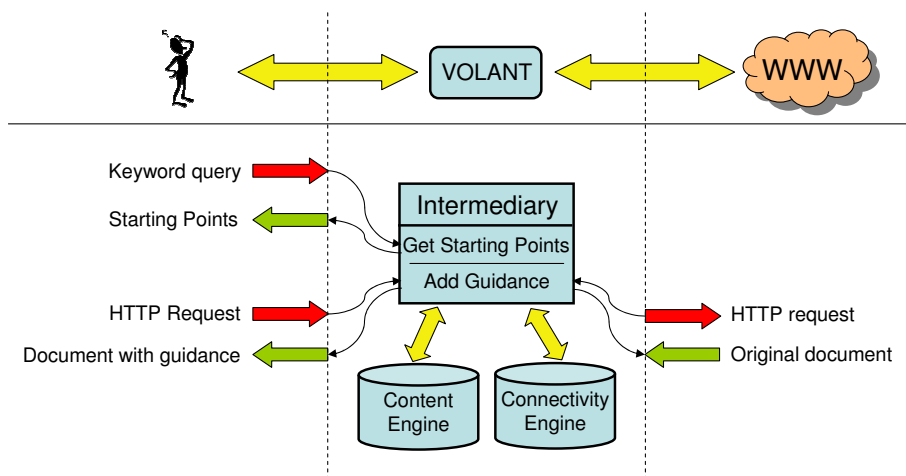 VOLANT
WWW
Keyword query
Starting Points
HTTP Request
Document with guidance
Intermediary
Get Starting Points
Add Guidance
HTTP request
Original document
Content
Engine
Connectivity
Engine